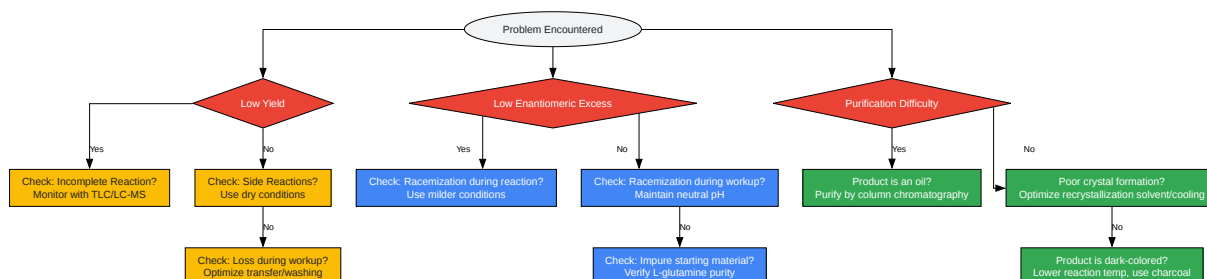 Problem Encountered
Low Yield
Low Enantiomeric Excess
Purification Difficulty
Yes
No
Yes
No
Yes
No
Check: Incomplete Reaction?
Monitor with TLC/LC-MS
Check: Side Reactions?
Use dry conditions
Check: Racemization during reaction?
Use milder conditions
Check: Racemization during workup?
Maintain neutral pH
Product is an oil?
Purify by column chromatography
Poor crystal formation?
Optimize recrystallization solvent/cooling
No
No
No
Check: Loss during workup?
Optimize transfer/washing
Check: Impure starting material?
Verify L-glutamine purity
Product is dark-colored?
Lower reaction temp, use charcoal